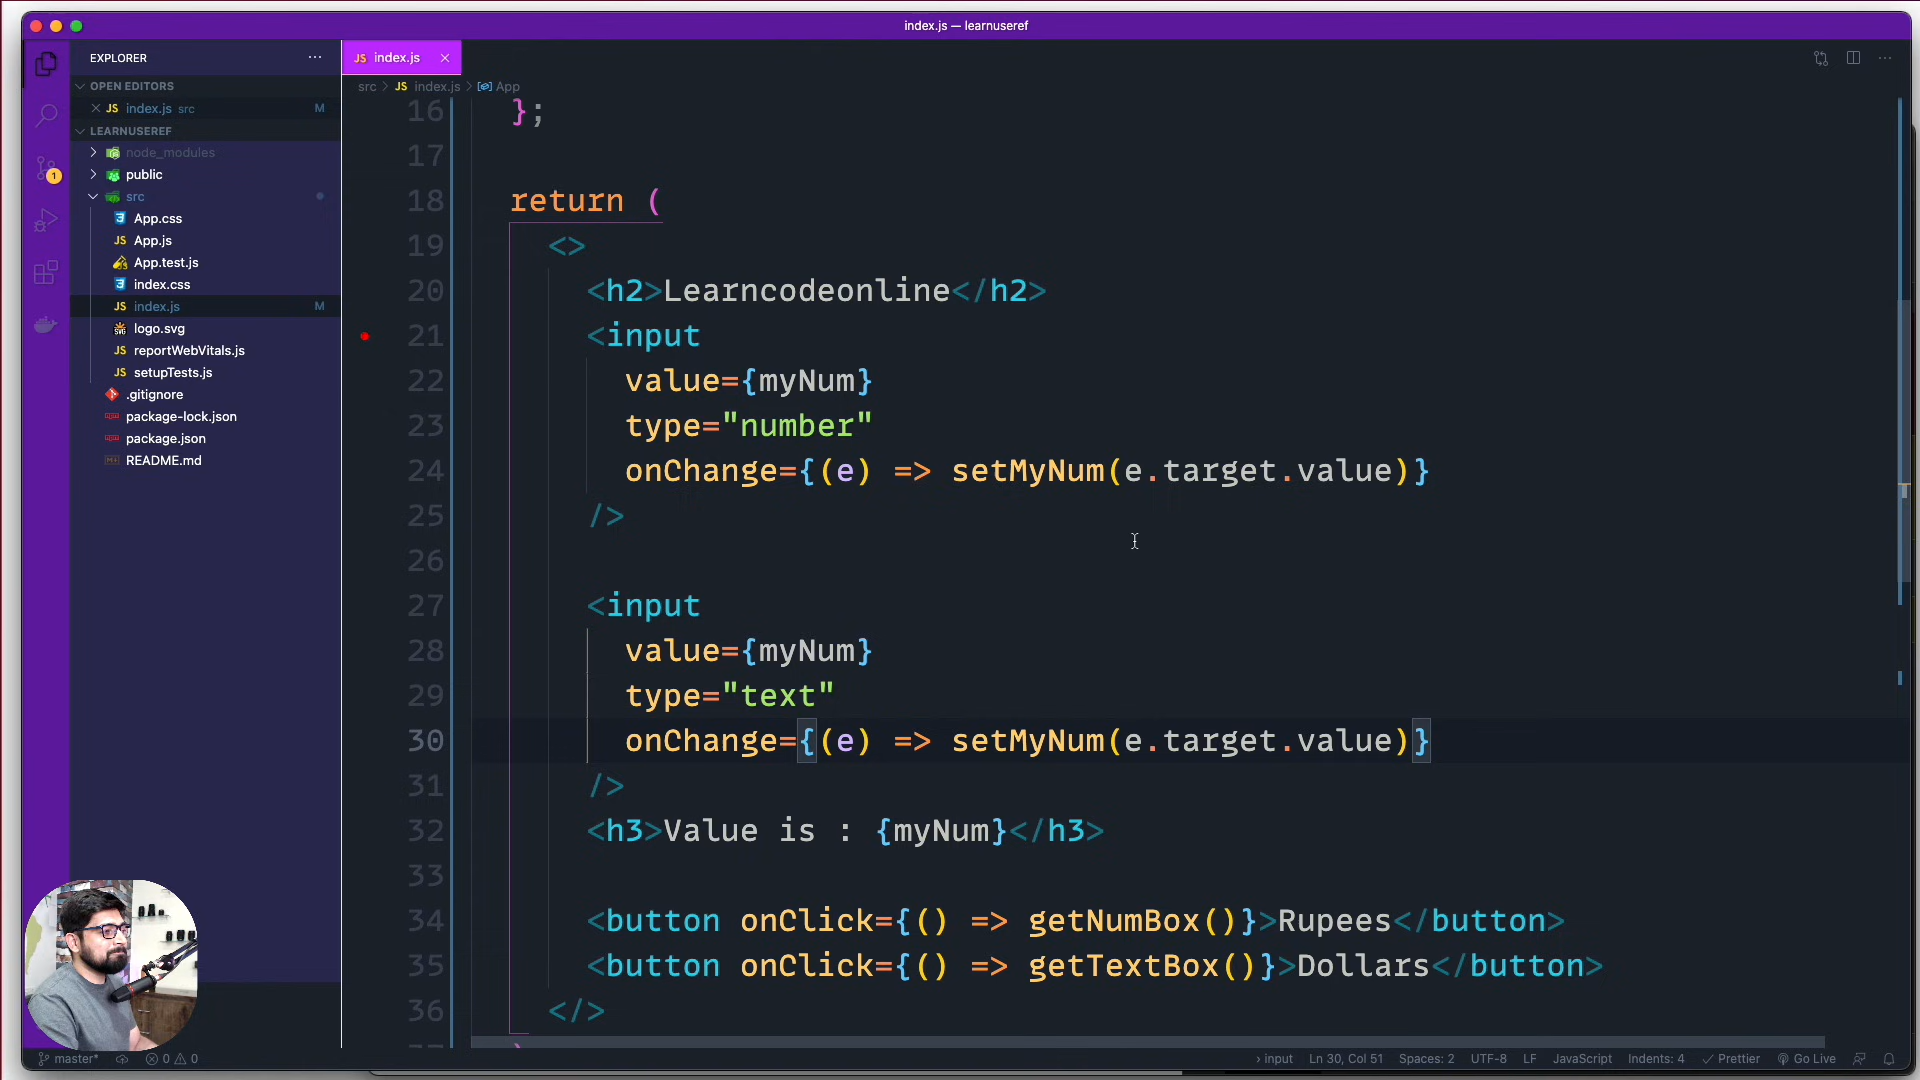 index.js — learnuseref
EXPLORER
OPEN EDITORS
JS index.js src M
LEARNUSEREF
node_modules
public
src
App.css
JS App.js
App.test.js
index.css
JS index.js M
logo.svg
JS reportWebVitals.js
JS setupTests.js
.gitignore
package-lock.json
package.json
README.md
1
JS index.js
src > JS index.js > App
16 };
17
18 return (
19 <>
20 <h2>Learncodeonline</h2>
21 <input
22 value={myNum}
23 type="number"
24 onChange={(e) => setMyNum(e.target.value)}
25 />
26
27 <input
28 value={myNum}
29 type="text"
30 onChange={(e) => setMyNum(e.target.value)}
31 />
32 <h3>Value is : {myNum}</h3>
33
34 <button onClick={() => getNumBox()}>Rupees</button>
35 <button onClick={() => getTextBox()}>Dollars</button>
36 </>
master* 0 0 › input Ln 30, Col 51 Spaces: 2 UTF-8 LF JavaScript Indents: 4 Prettier Go Live